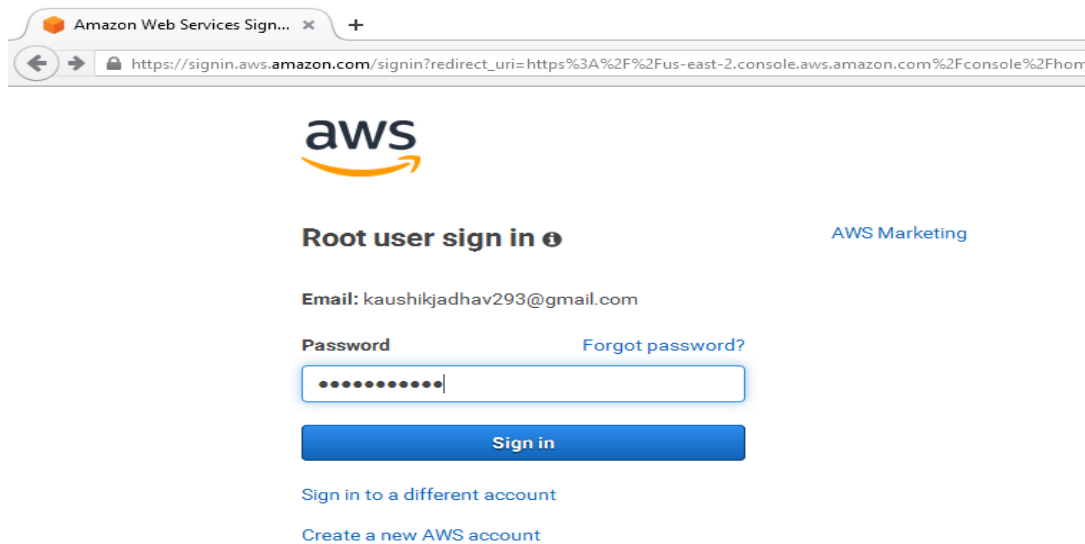 Amazon Web Services Sign... × +
https://signin.aws.amazon.com/signin?redirect_uri=https%3A%2F%2Fus-east-2.console.aws.amazon.com%2Fconsole%2Fhom
aws
Root user sign in
AWS Marketing
Email: kaushikjadhav293@gmail.com
Password Forgot password?
•••••••••••
Sign in
Sign in to a different account
Create a new AWS account